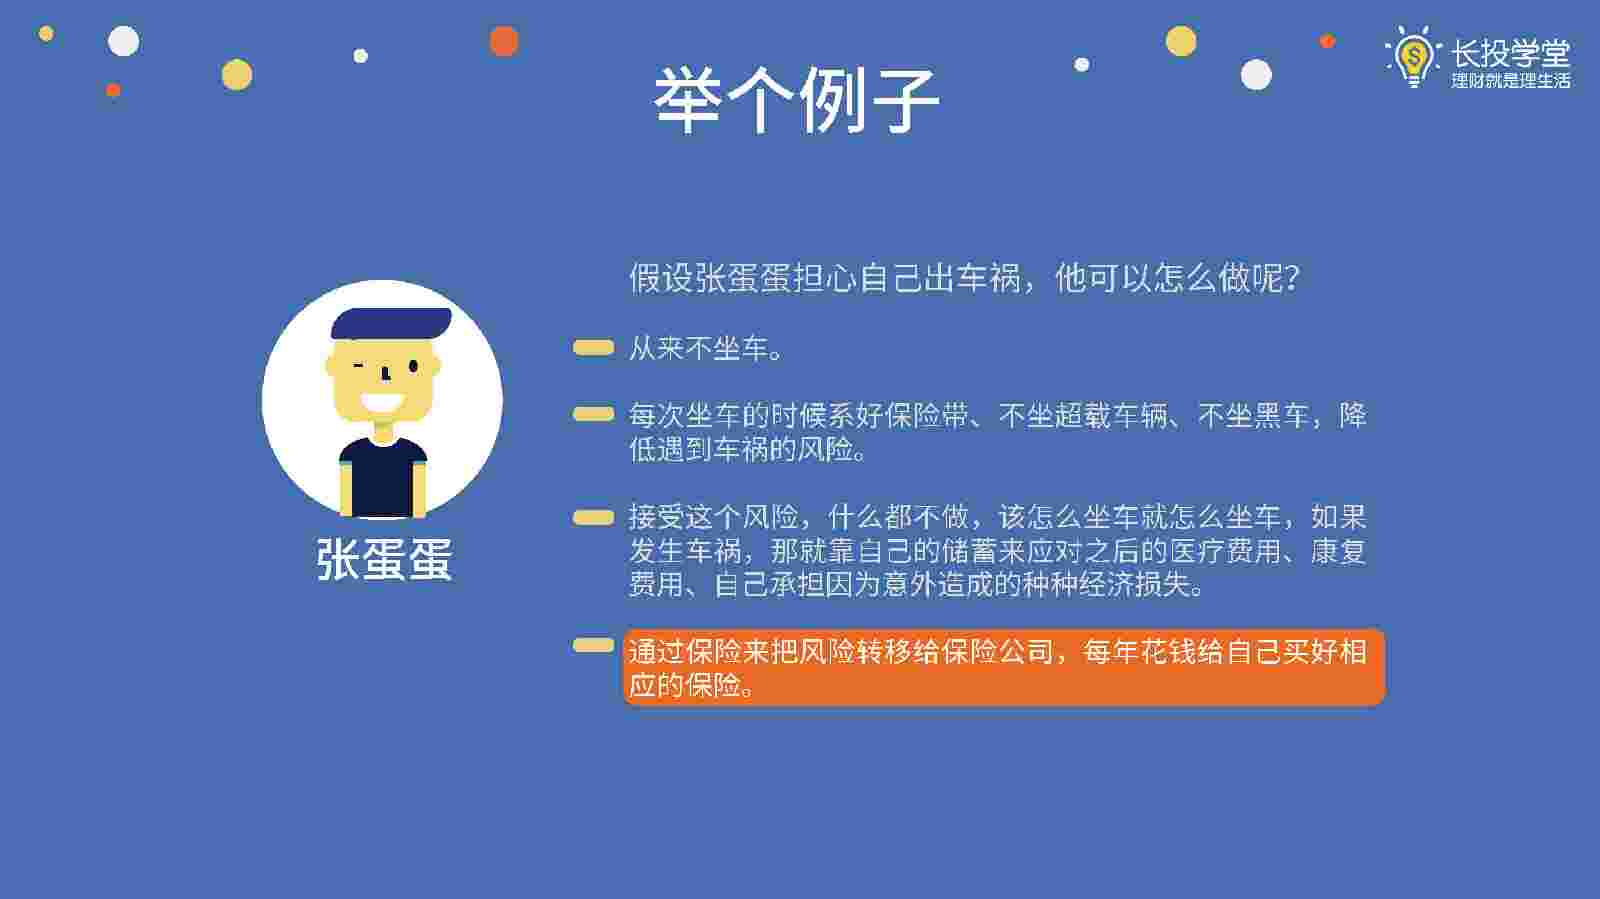 长投学堂
理财就是理生活
举个例子
假设张蛋蛋担心自己出车祸，他可以怎么做呢？
从来不坐车。
每次坐车的时候系好保险带、不坐超载车辆、不坐黑车，降
低遇到车祸的风险。
接受这个风险，什么都不做，该怎么坐车就怎么坐车，如果
发生车祸，那就靠自己的储蓄来应对之后的医疗费用、康复
费用、自己承担因为意外造成的种种经济损失。
通过保险来把风险转移给保险公司，每年花钱给自己买好相
应的保险。
张蛋蛋